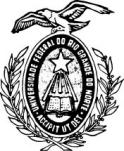 UNIVERSIDADE FEDERAL DO RIO GRANDE DO NORTE
ACCIPIT UT DET